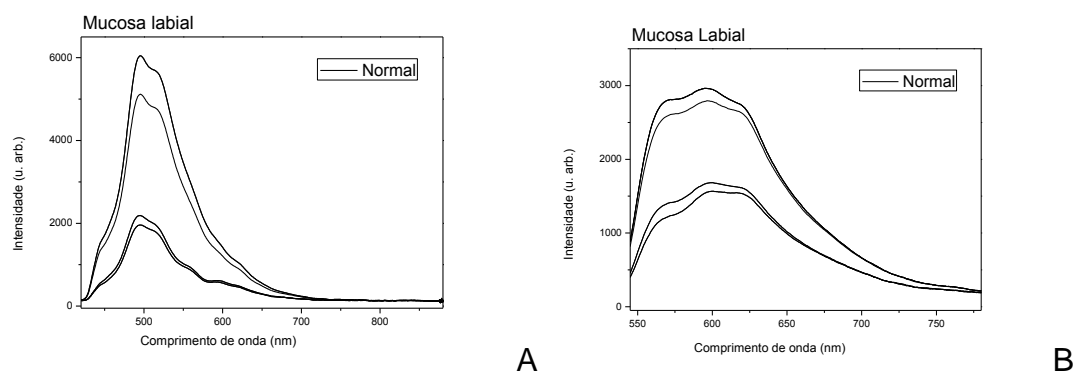 Mucosa labial
6000
4000
2000
0
Intensidade (u. arb.)
Normal
500 600 700 800
Comprimento de onda (nm)
A
Mucosa Labial
3000
2000
1000
0
Intensidade (u. arb.)
Normal
550 600 650 700 750
Comprimento de onda (nm)
B